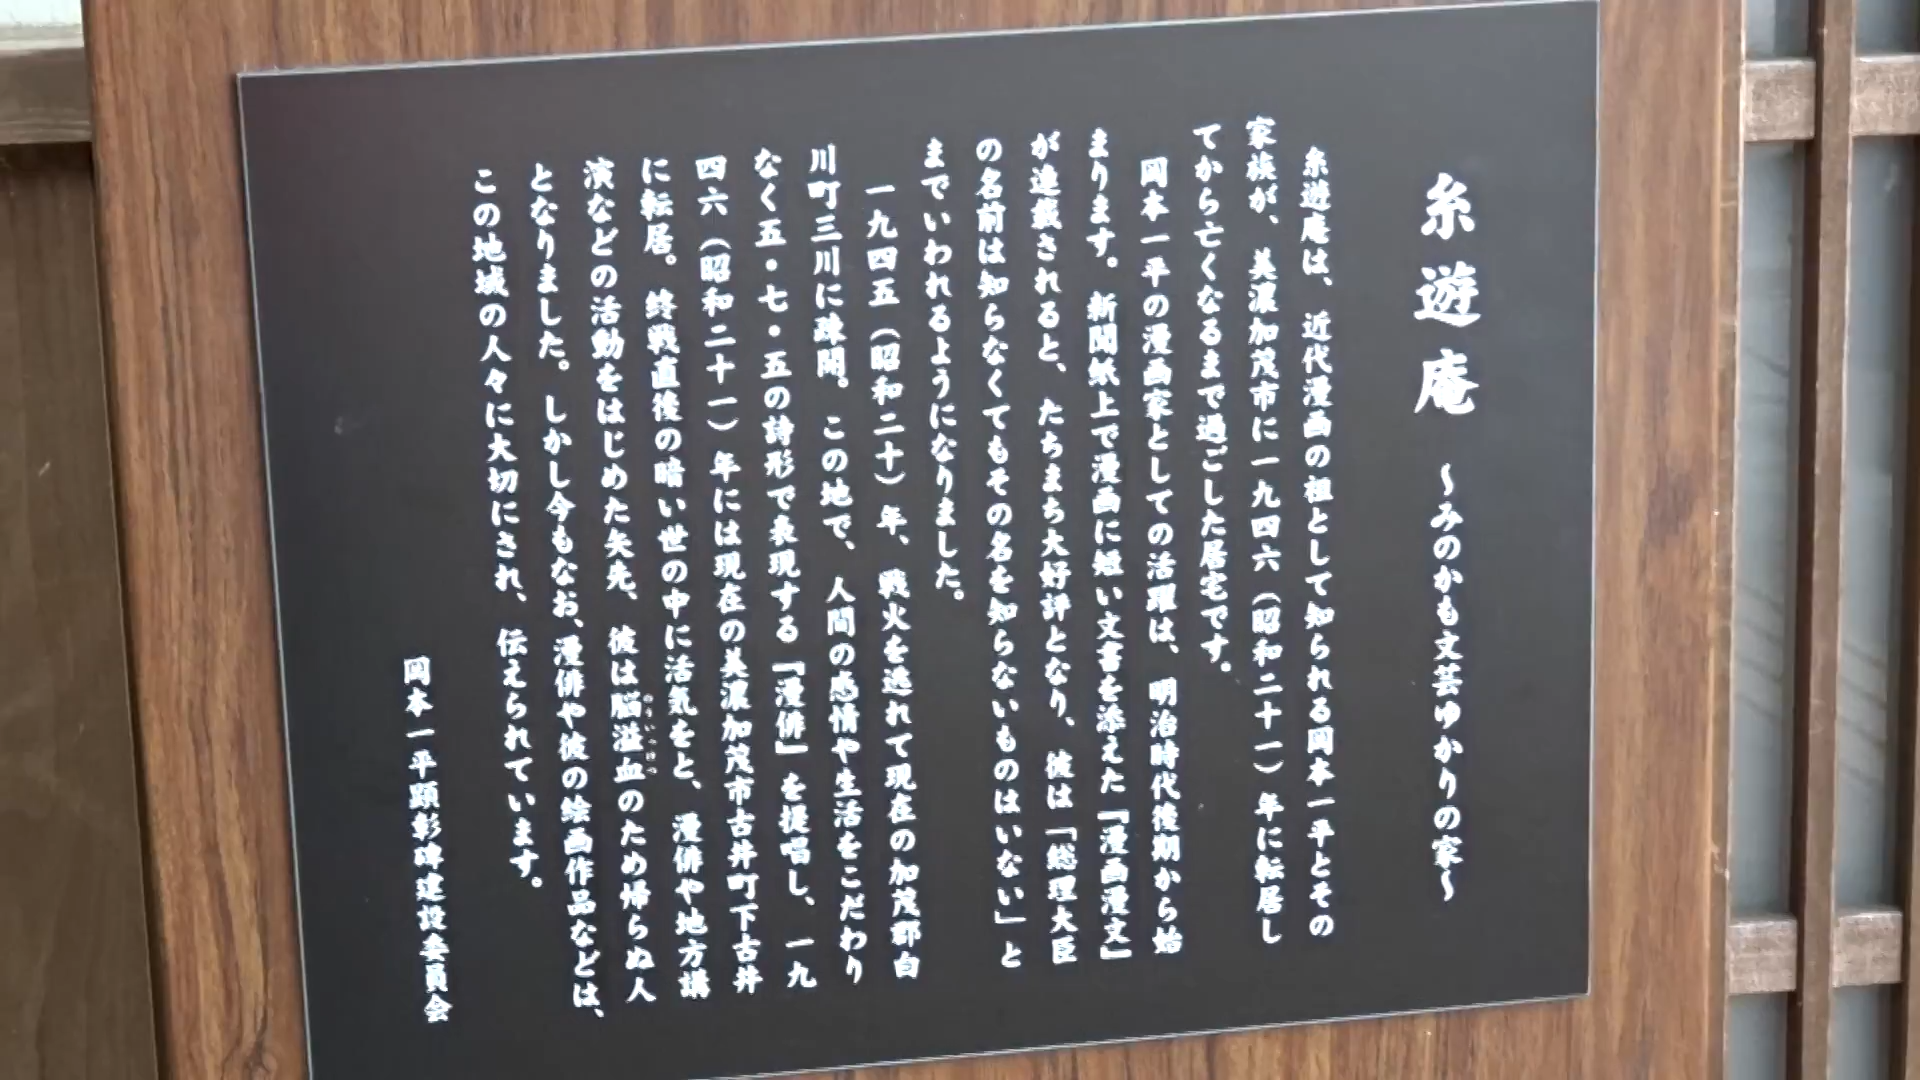 糸遊庵 ～みのかも文芸ゆかりの家～
糸遊庵は、近代漫画の祖として知られる岡本一平とその
家族が、美濃加茂市に一九四六（昭和二十一）年に転居し
てから亡くなるまで過ごした居宅です。
岡本一平の漫画家としての活躍は、明治時代後期から始
まります。新聞紙上で漫画に短い文書を添えた『漫画漫文』
が連載されると、たちまち大好評となり、彼は「総理大臣
の名前は知らなくてもその名を知らないものはいない」と
までいわれるようになりました。
一九四五（昭和二十）年、戦火を逃れて現在の加茂郡白
川町三川に疎開。この地で、人間の感情や生活をこだわり
なく五・七・五の詩形で表現する『漫俳』を提唱し、一九
四六（昭和二十一）年には現在の美濃加茂市古井町下古井
に転居。終戦直後の暗い世の中に活気をと、漫俳や地方講
演などの活動をはじめた矢先、彼は脳溢血のため帰らぬ人
のういっけつ
となりました。しかし今もなお、漫俳や彼の絵画作品などは、
この地域の人々に大切にされ、伝えられています。
岡本一平顕彰碑建設委員会